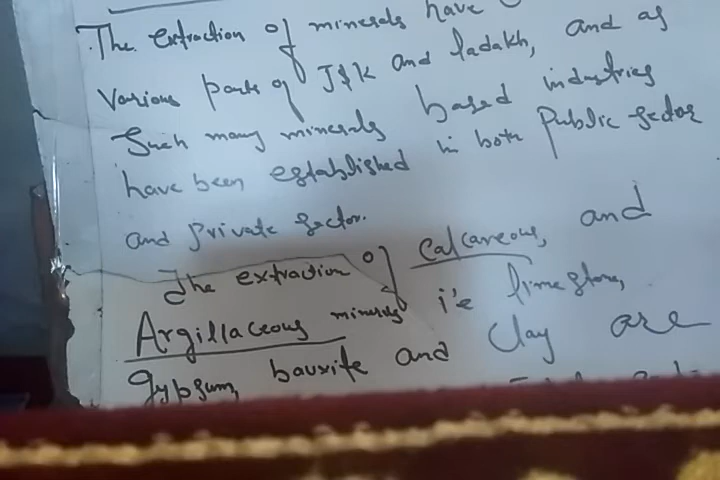 The extraction of minerals have
various parts of J&K and Ladakh, and as
Such many minerals based industries
have been established in both Public sector
and private sector.
The extraction of Calcareous, and
Argillaceous minerals i'e limestone,
gypsum, bauxite and Clay are